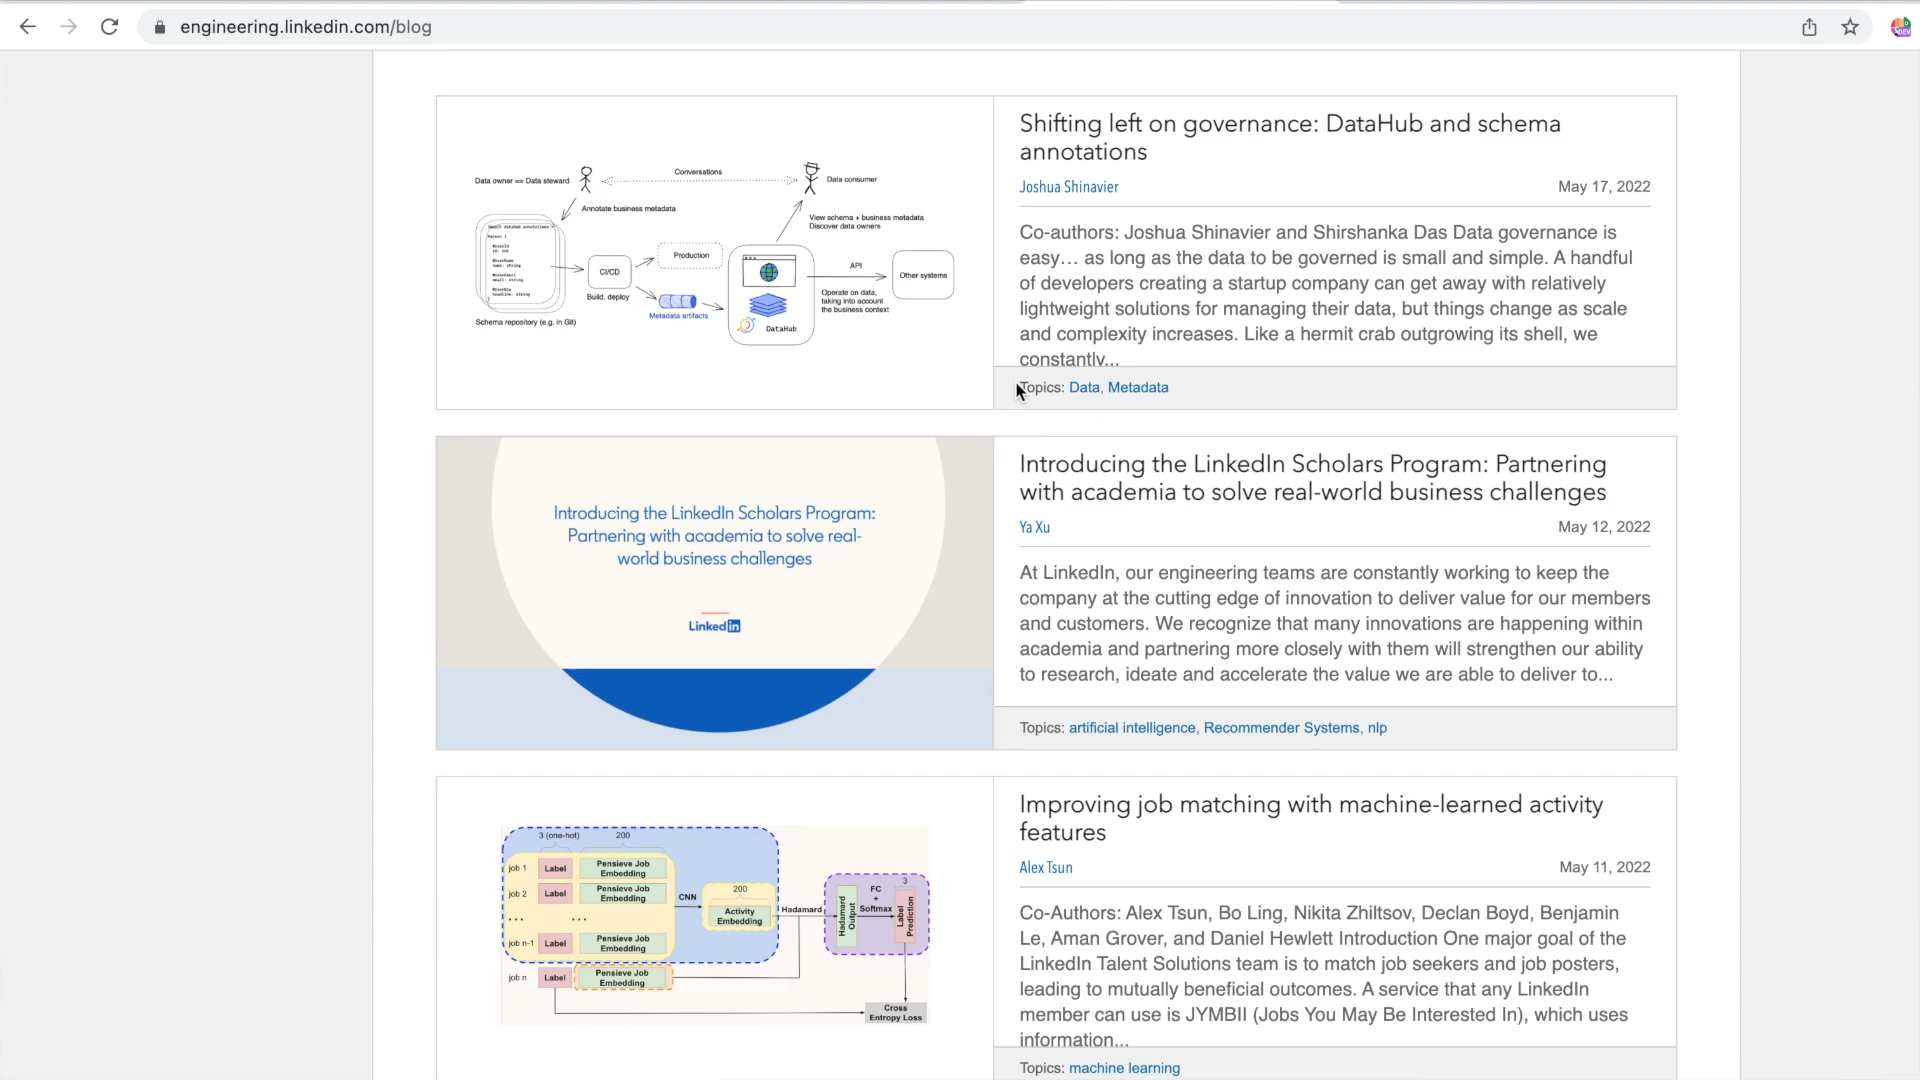 engineering.linkedin.com/blog
DEV
Data owner == Data steward
Conversations
Data consumer
Annotate business metadata
View schema + business metadata
Discover data owners
Person {
id: int
name: string
email: string
headline: string
}
CI/CD
Build, deploy
Production
Metadata artifacts
DataHub
API
Operate on data,
taking into account
the business context
Other systems
Schema repository (e.g. in Git)
Shifting left on governance: DataHub and schema
annotations
Joshua Shinavier
May 17, 2022
Co-authors: Joshua Shinavier and Shirshanka Das Data governance is
easy… as long as the data to be governed is small and simple. A handful
of developers creating a startup company can get away with relatively
lightweight solutions for managing their data, but things change as scale
and complexity increases. Like a hermit crab outgrowing its shell, we
constantly...
Topics: Data, Metadata
Introducing the LinkedIn Scholars Program:
Partnering with academia to solve real-
world business challenges
Linkedin
Introducing the LinkedIn Scholars Program: Partnering
with academia to solve real-world business challenges
Ya Xu
May 12, 2022
At LinkedIn, our engineering teams are constantly working to keep the
company at the cutting edge of innovation to deliver value for our members
and customers. We recognize that many innovations are happening within
academia and partnering more closely with them will strengthen our ability
to research, ideate and accelerate the value we are able to deliver to...
Topics: artificial intelligence, Recommender Systems, nlp
3 (one-hot)
200
job 1
Label
Pensieve Job
Embedding
job 2
Label
Pensieve Job
Embedding
...
...
job n-1
Label
Pensieve Job
Embedding
job n
Label
Pensieve Job
Embedding
CNN
200
Activity
Embedding
Hadamard
Hadamard
Output
FC
+
Softmax
3
Label
Prediction
Cross
Entropy Loss
Improving job matching with machine-learned activity
features
Alex Tsun
May 11, 2022
Co-Authors: Alex Tsun, Bo Ling, Nikita Zhiltsov, Declan Boyd, Benjamin
Le, Aman Grover, and Daniel Hewlett Introduction One major goal of the
LinkedIn Talent Solutions team is to match job seekers and job posters,
leading to mutually beneficial outcomes. A service that any LinkedIn
member can use is JYMBII (Jobs You May Be Interested In), which uses
information...
Topics: machine learning